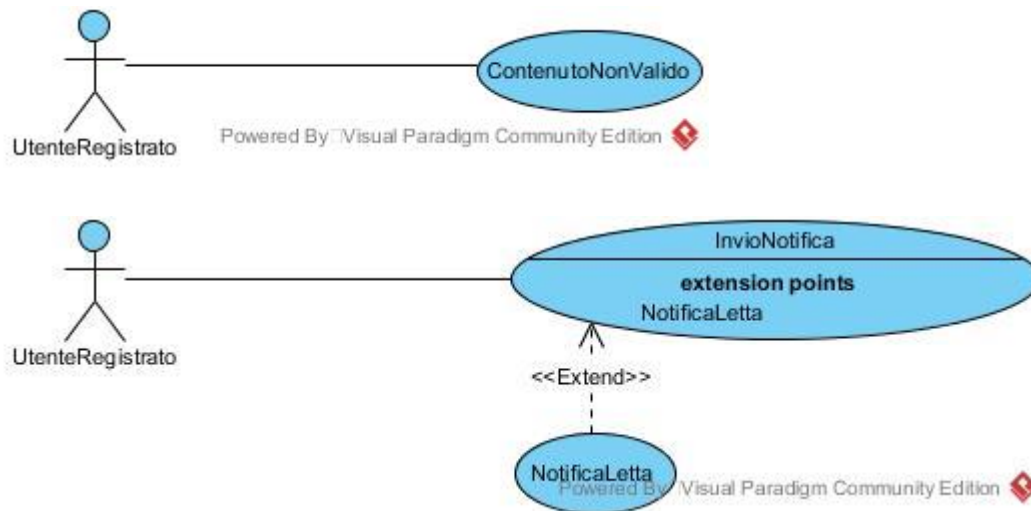 ContenutoNonValido
UtenteRegistrato
Powered By Visual Paradigm Community Edition
InvioNotifica
extension points
NotificaLetta
UtenteRegistrato
<<Extend>>
NotificaLetta
Powered By Visual Paradigm Community Edition